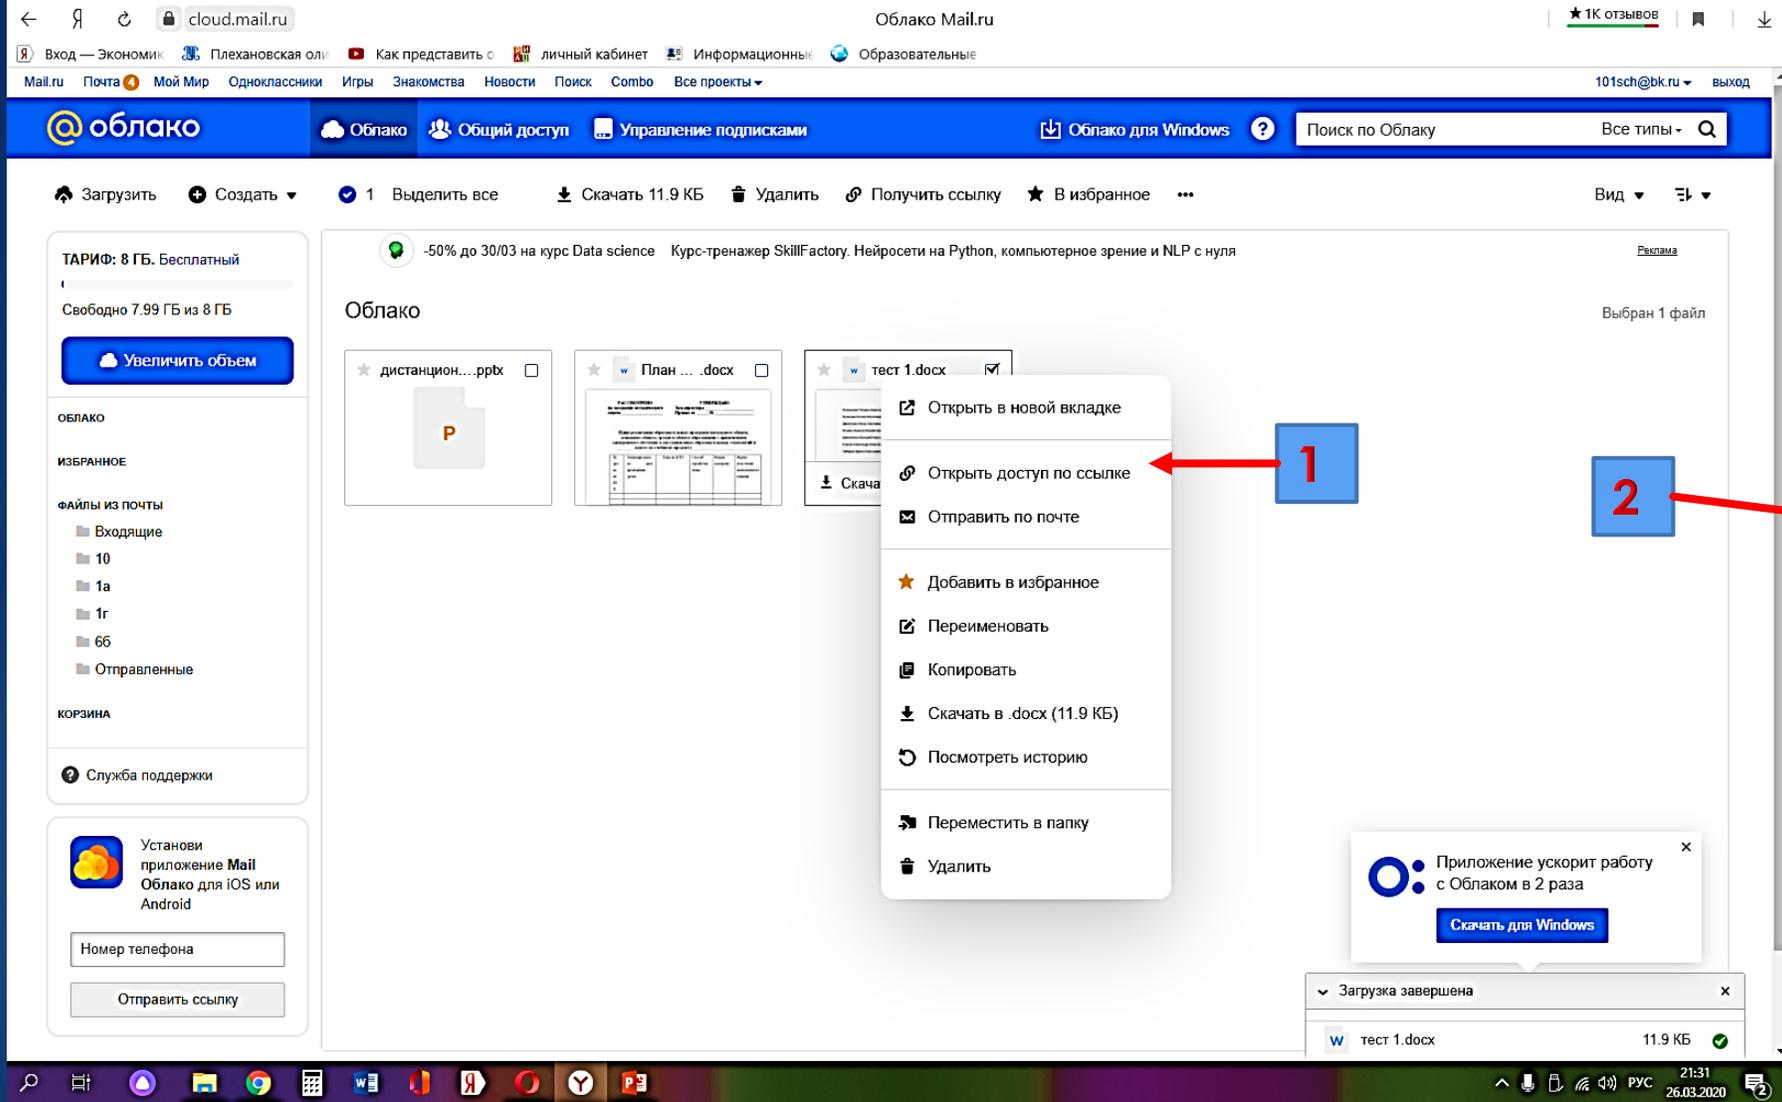 cloud.mail.ru
Облако Mail.ru
★1К отзывов
Вход — Экономик
Плехановская оли
Как представить о
личный кабинет
Информационные
Образовательные
Mail.ru Почта 4 Мой Мир Одноклассники Игры Знакомства Новости Поиск Combo Все проекты
101sch@bk.ru выход
@ облако
Облако Общий доступ Управление подписками
Облако для Windows ?
Поиск по Облаку Все типы
Загрузить Создать 1 Выделить все Скачать 11.9 КБ Удалить Получить ссылку В избранное ••• Вид
-50% до 30/03 на курс Data science Курс-тренажер SkillFactory. Нейросети на Python, компьютерное зрение и NLP с нуля Реклама
ТАРИФ: 8 ГБ. Бесплатный
Свободно 7.99 ГБ из 8 ГБ
Увеличить объем
ОБЛАКО
ИЗБРАННОЕ
ФАЙЛЫ ИЗ ПОЧТЫ
Входящие
10
1а
1г
6б
Отправленные
КОРЗИНА
Служба поддержки
Установи
приложение Mail
Облако для iOS или
Android
Номер телефона
Отправить ссылку
Облако
Выбран 1 файл
дистанцион....pptx
P
План ... .docx
тест 1.docx
Скача
Открыть в новой вкладке
Открыть доступ по ссылке
Отправить по почте
Добавить в избранное
Переименовать
Копировать
Скачать в .docx (11.9 КБ)
Посмотреть историю
Переместить в папку
Удалить
1
2
Приложение ускорит работу
с Облаком в 2 раза
Скачать для Windows
Загрузка завершена
W тест 1.docx 11.9 КБ
РУС
21:31
26.03.2020
2